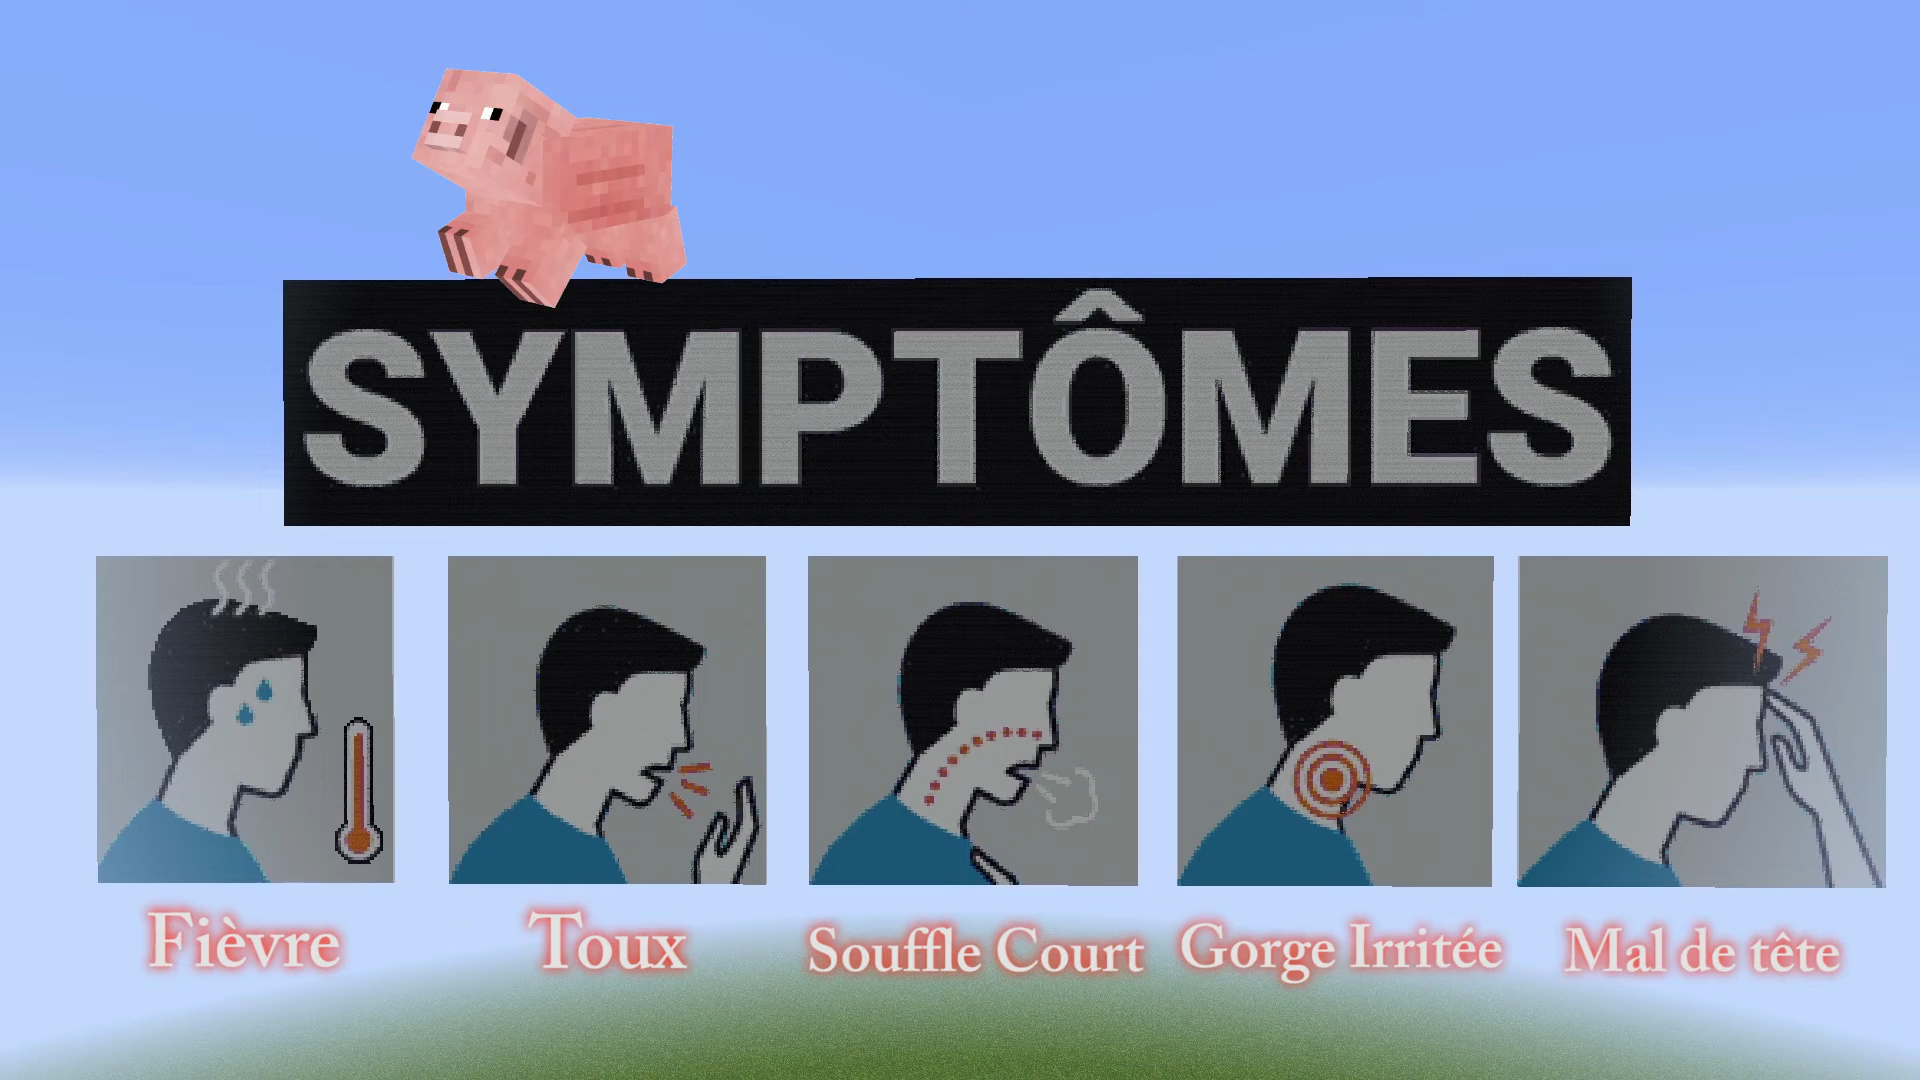 SYMPTÔMES
Fièvre
Toux
Souffle Court
Gorge Irritée
Mal de tête